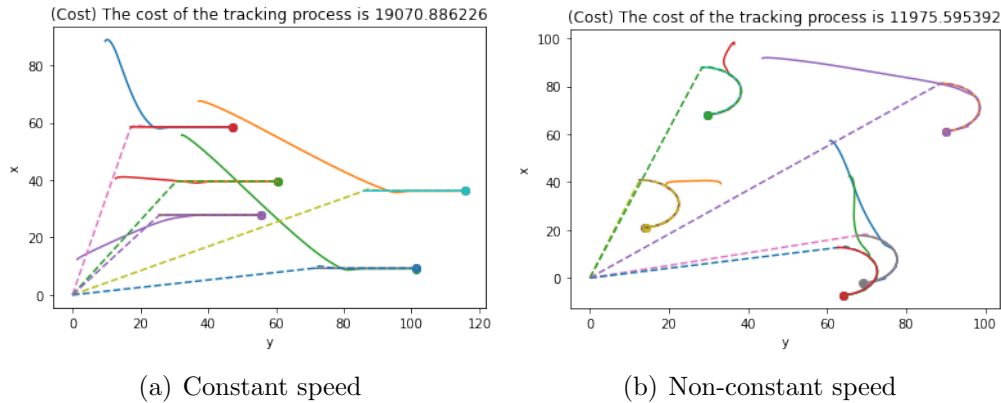 (Cost) The cost of the tracking process is 19070.886226
80
60
40
20
0
x
0 20 40 60 80 100 120
y
(a) Constant speed
(Cost) The cost of the tracking process is 11975.595392
100
80
60
40
20
0
x
0 20 40 60 80 100
y
(b) Non-constant speed